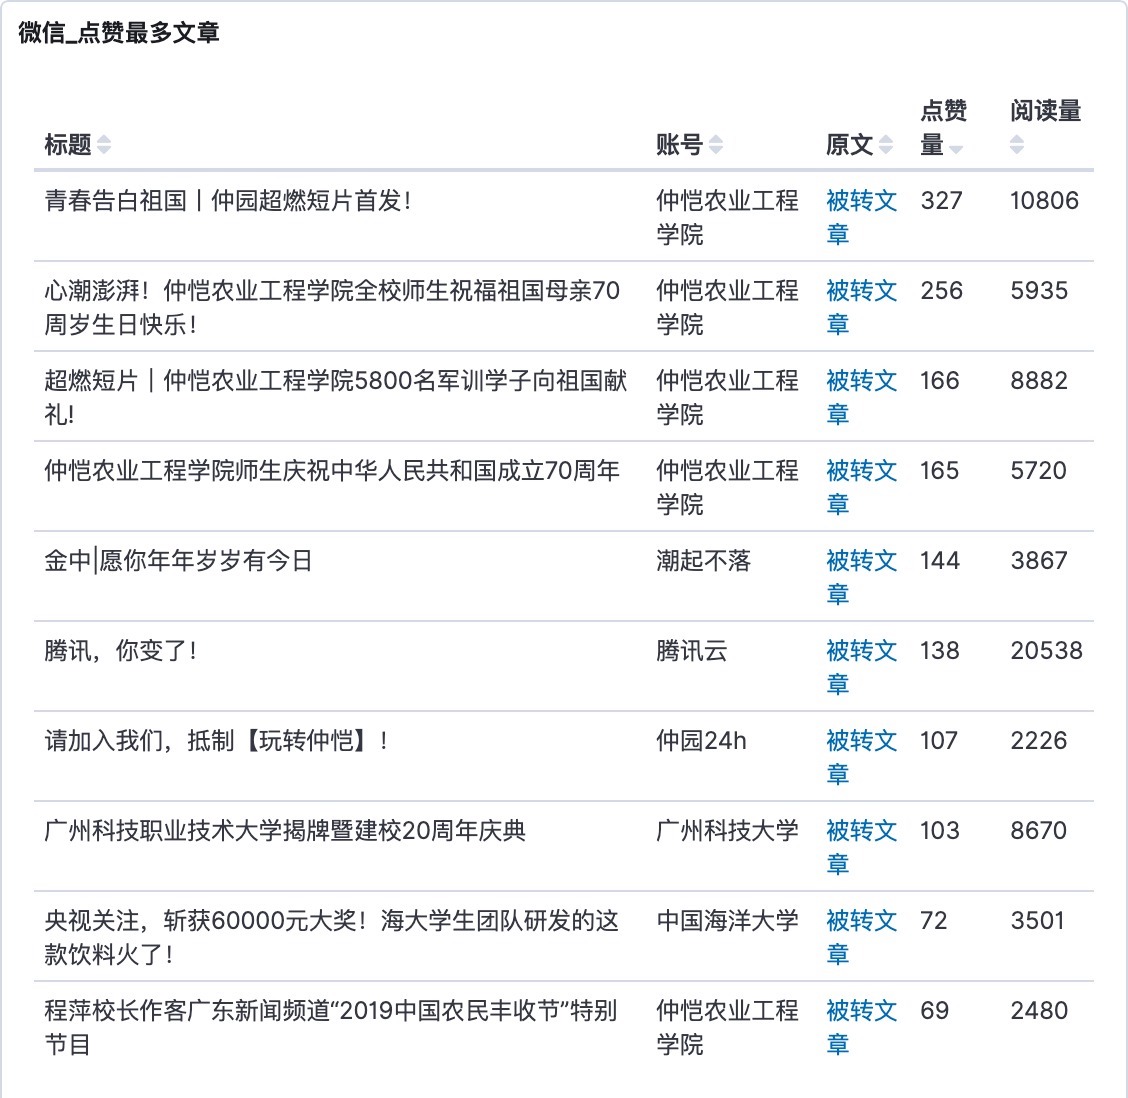 微信_点赞最多文章
标题 账号 原文 点赞量 阅读量
青春告白祖国丨仲园超燃短片首发！ 仲恺农业工程 被转文 327 10806
学院 章
心潮澎湃！仲恺农业工程学院全校师生祝福祖国母亲70 仲恺农业工程 被转文 256 5935
周岁生日快乐！ 学院 章
超燃短片 | 仲恺农业工程学院5800名军训学子向祖国献 仲恺农业工程 被转文 166 8882
礼! 学院 章
仲恺农业工程学院师生庆祝中华人民共和国成立70周年 仲恺农业工程 被转文 165 5720
学院 章
金中|愿你年年岁岁有今日 潮起不落 被转文 144 3867
章
腾讯，你变了！ 腾讯云 被转文 138 20538
章
请加入我们，抵制【玩转仲恺】！ 仲园24h 被转文 107 2226
章
广州科技职业技术大学揭牌暨建校20周年庆典 广州科技大学 被转文 103 8670
章
央视关注，斩获60000元大奖！海大学生团队研发的这 中国海洋大学 被转文 72 3501
款饮料火了！ 章
程萍校长作客广东新闻频道“2019中国农民丰收节”特别 仲恺农业工程 被转文 69 2480
节目 学院 章